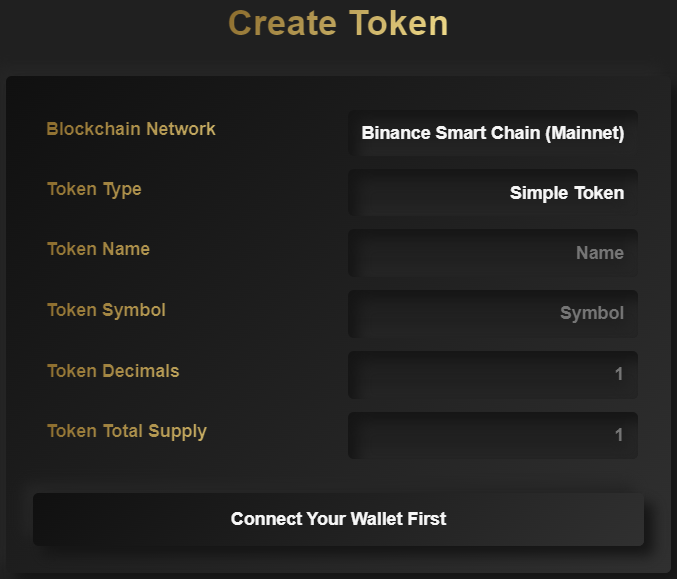 Create Token
Blockchain Network Binance Smart Chain (Mainnet)
Token Type Simple Token
Token Name Name
Token Symbol Symbol
Token Decimals 1
Token Total Supply 1
Connect Your Wallet First